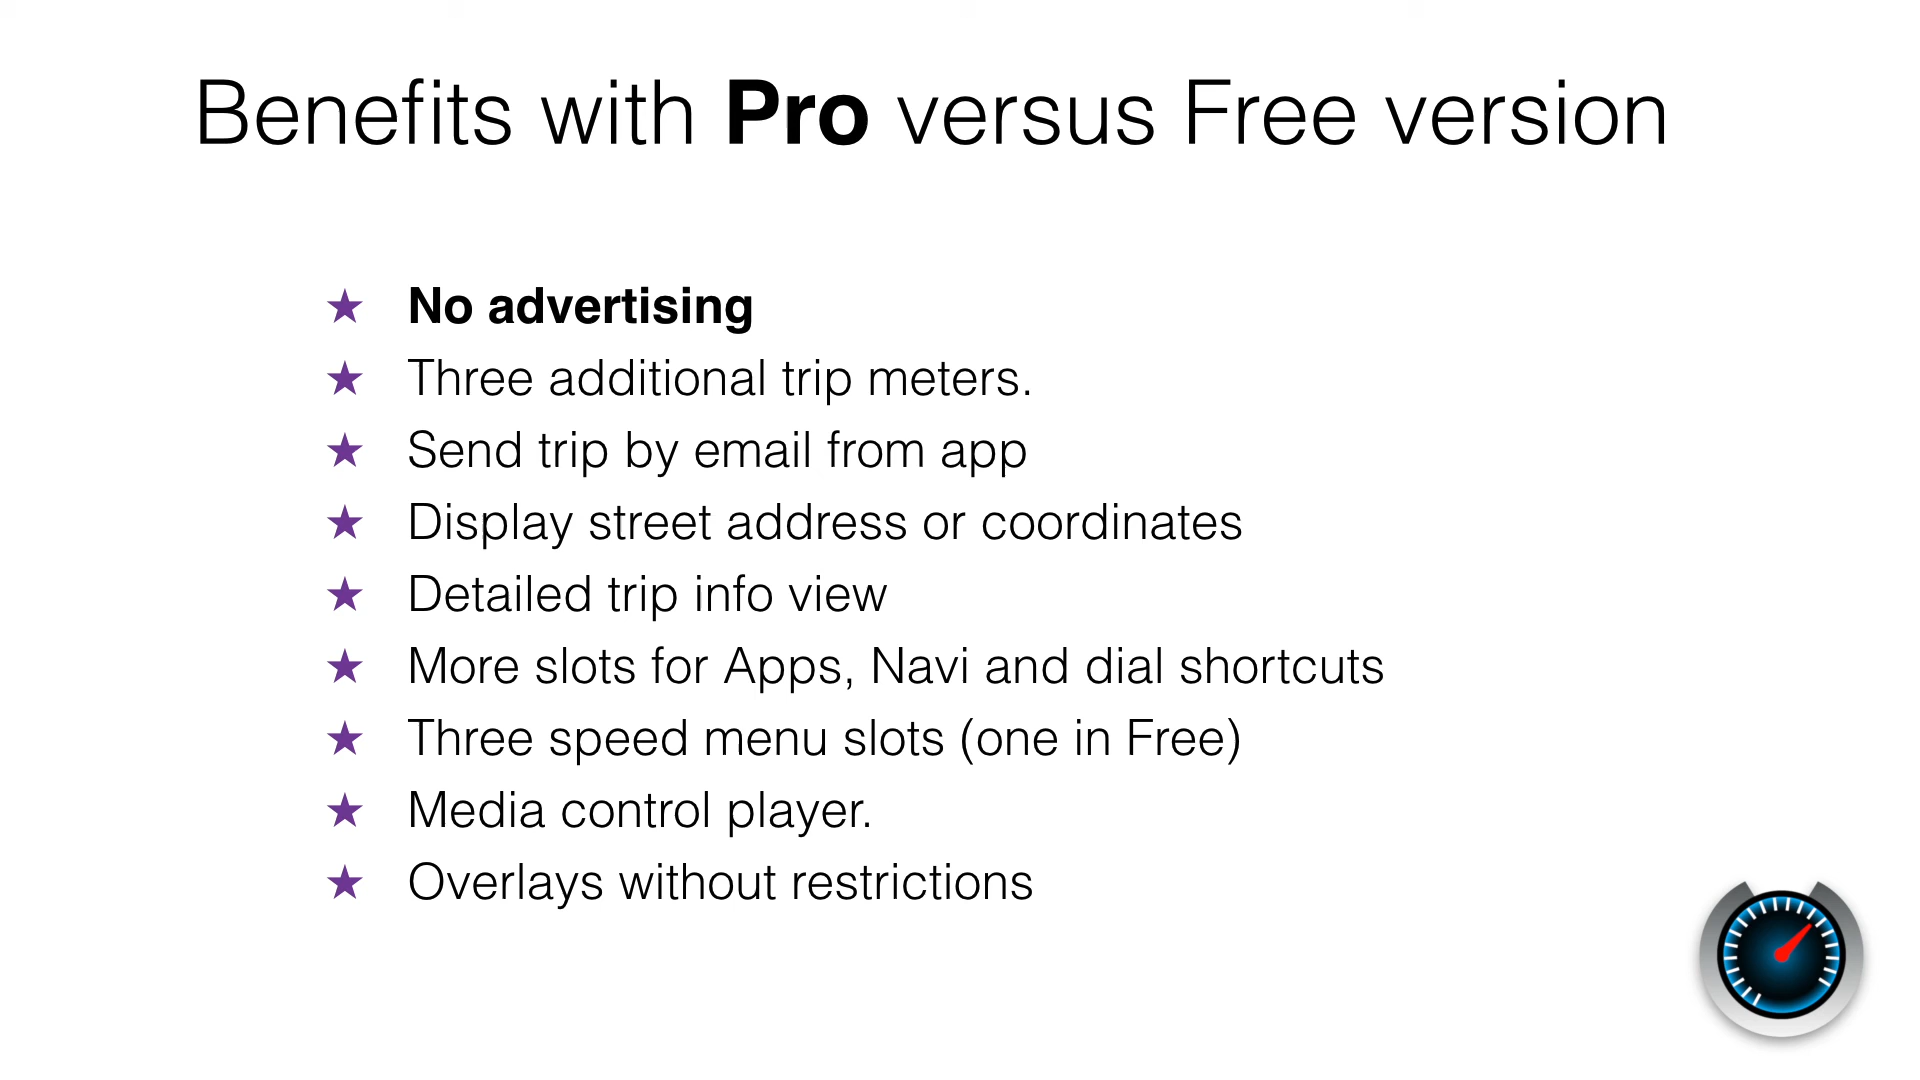 Benefits with Pro versus Free version
★ No advertising
★ Three additional trip meters.
★ Send trip by email from app
★ Display street address or coordinates
★ Detailed trip info view
★ More slots for Apps, Navi and dial shortcuts
★ Three speed menu slots (one in Free)
★ Media control player.
★ Overlays without restrictions